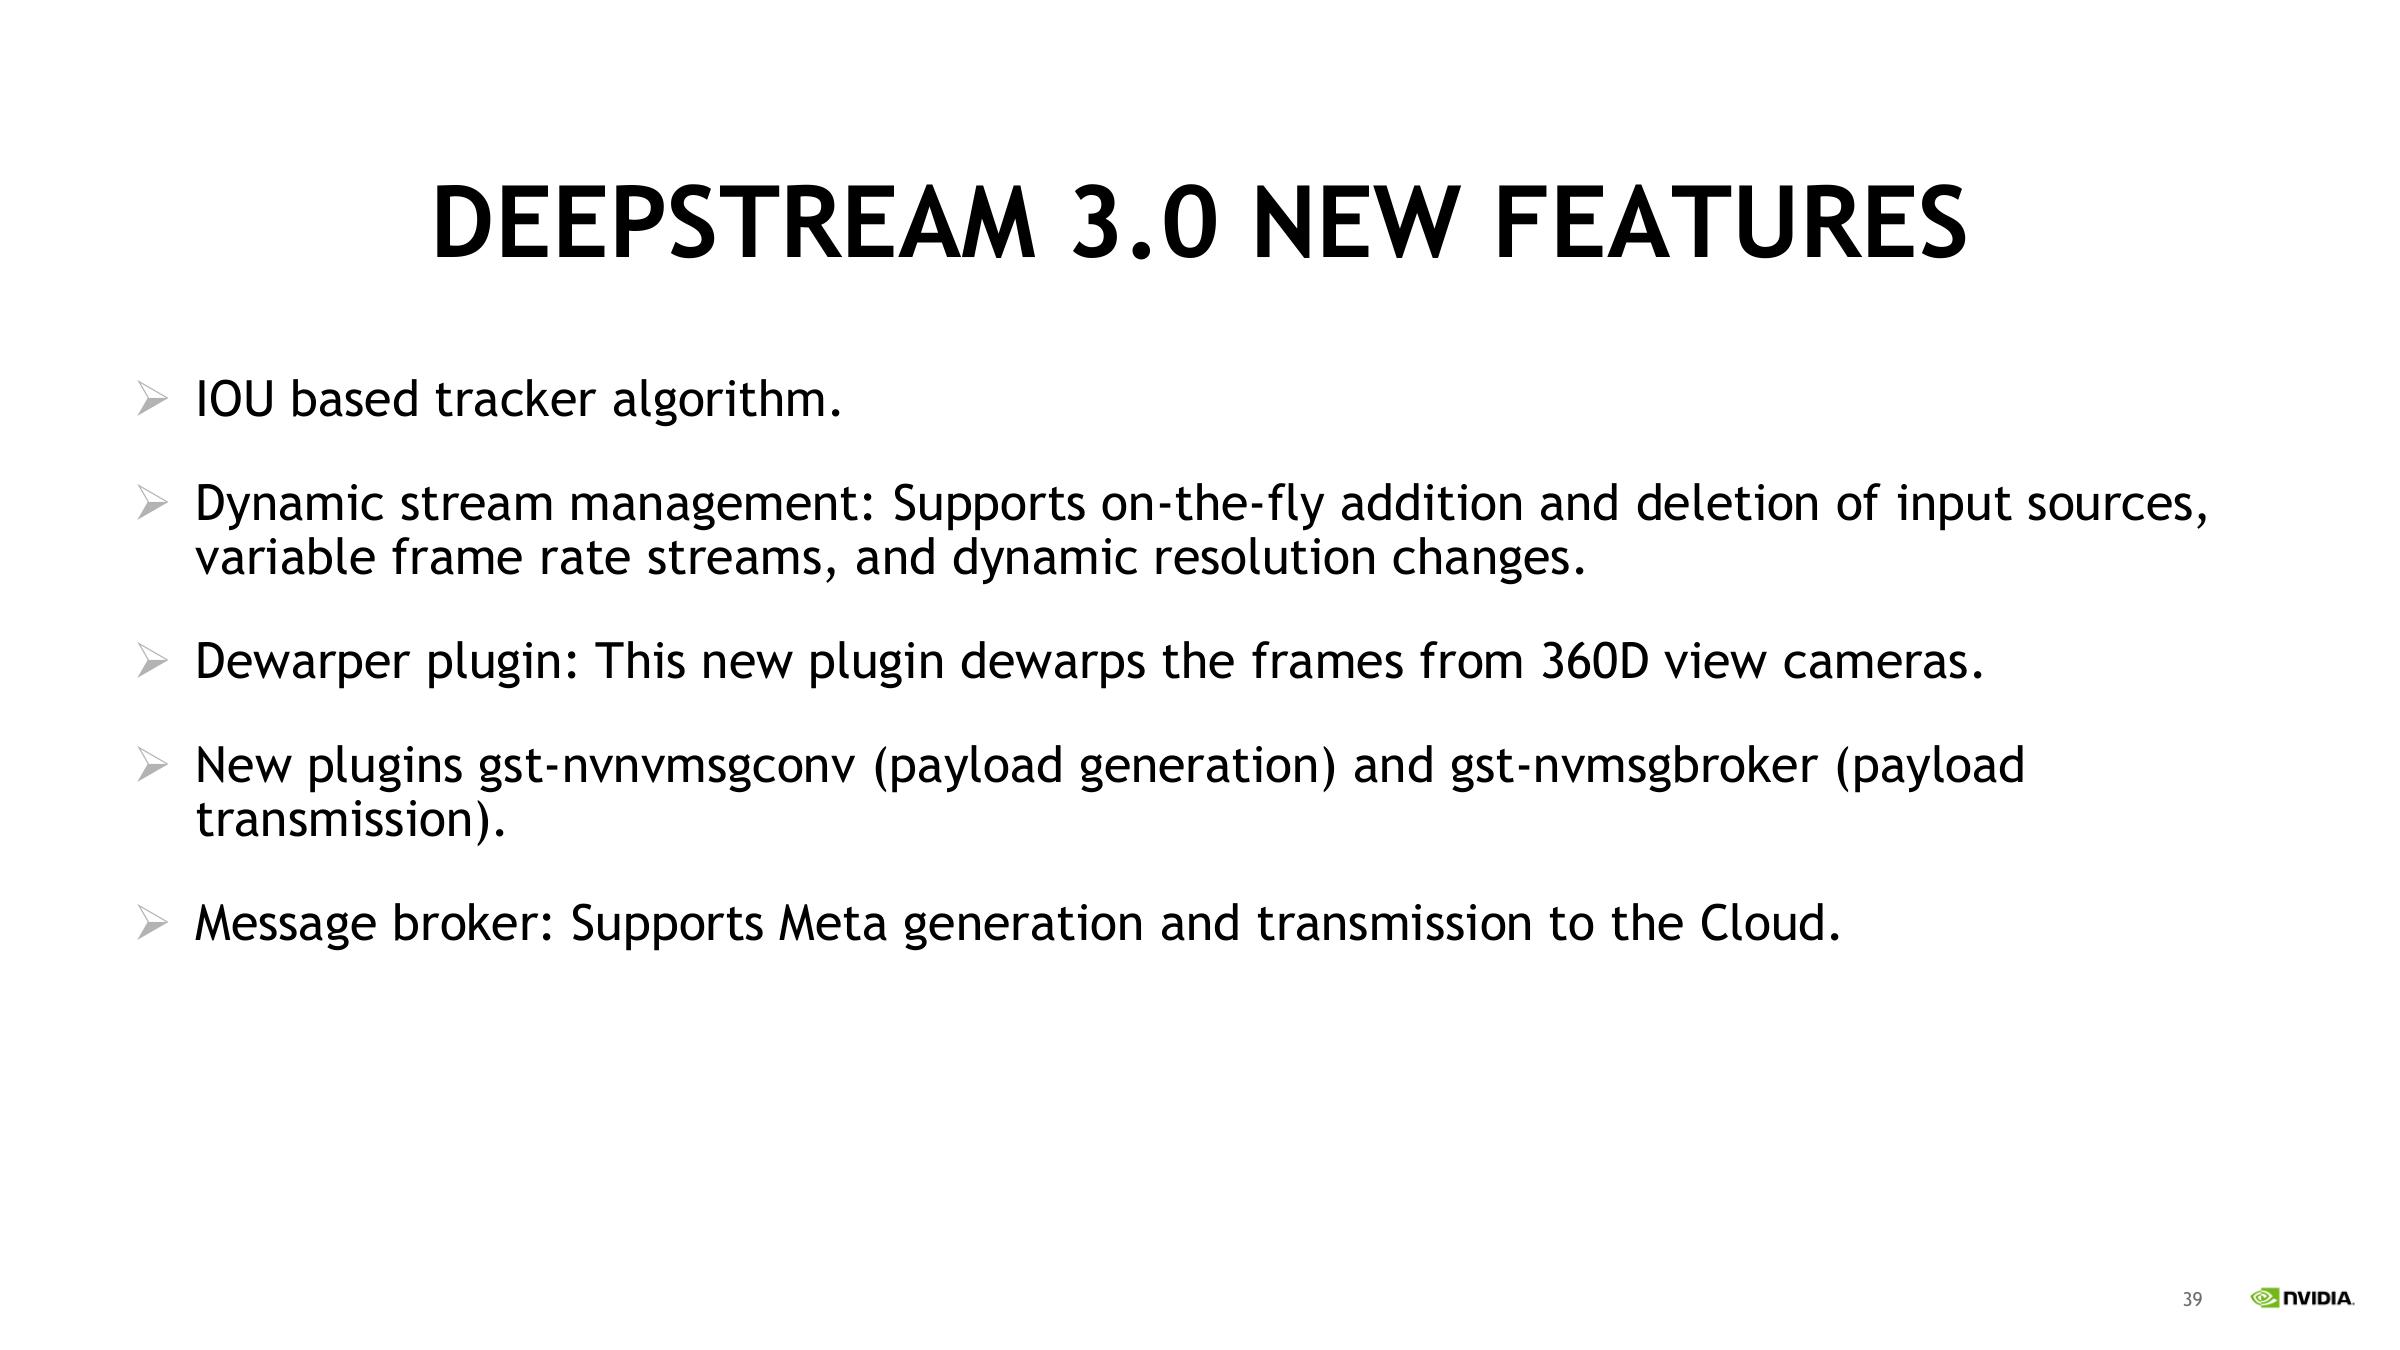 DEEPSTREAM 3.0 NEW FEATURES
IOU based tracker algorithm.
Dynamic stream management: Supports on-the-fly addition and deletion of input sources,
variable frame rate streams, and dynamic resolution changes.
Dewarper plugin: This new plugin dewarps the frames from 360D view cameras.
New plugins gst-nvnvmsgconv (payload generation) and gst-nvmsgbroker (payload
transmission).
Message broker: Supports Meta generation and transmission to the Cloud.
39 NVIDIA.